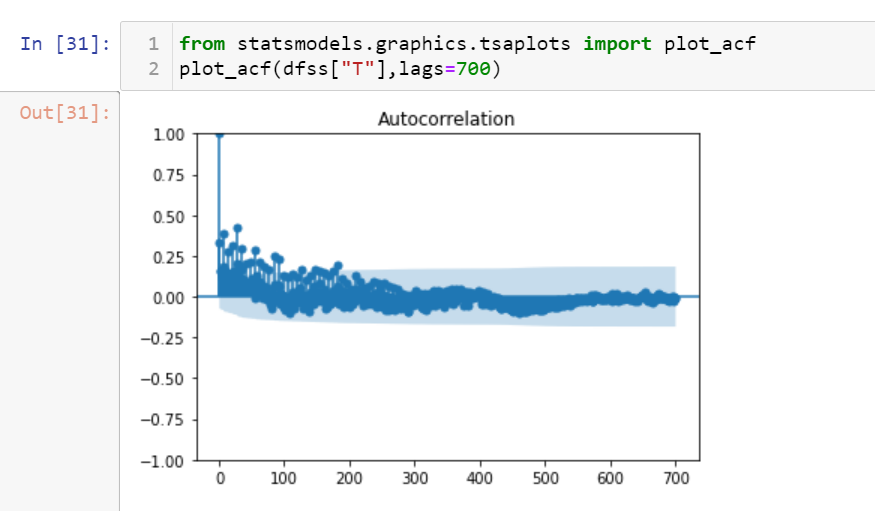 In [31]:
1 from statsmodels.graphics.tsaplots import plot_acf
2 plot_acf(dfss["T"],lags=700)
Out[31]:
Autocorrelation
1.00
0.75
0.50
0.25
0.00
−0.25
−0.50
−0.75
−1.00
0 100 200 300 400 500 600 700